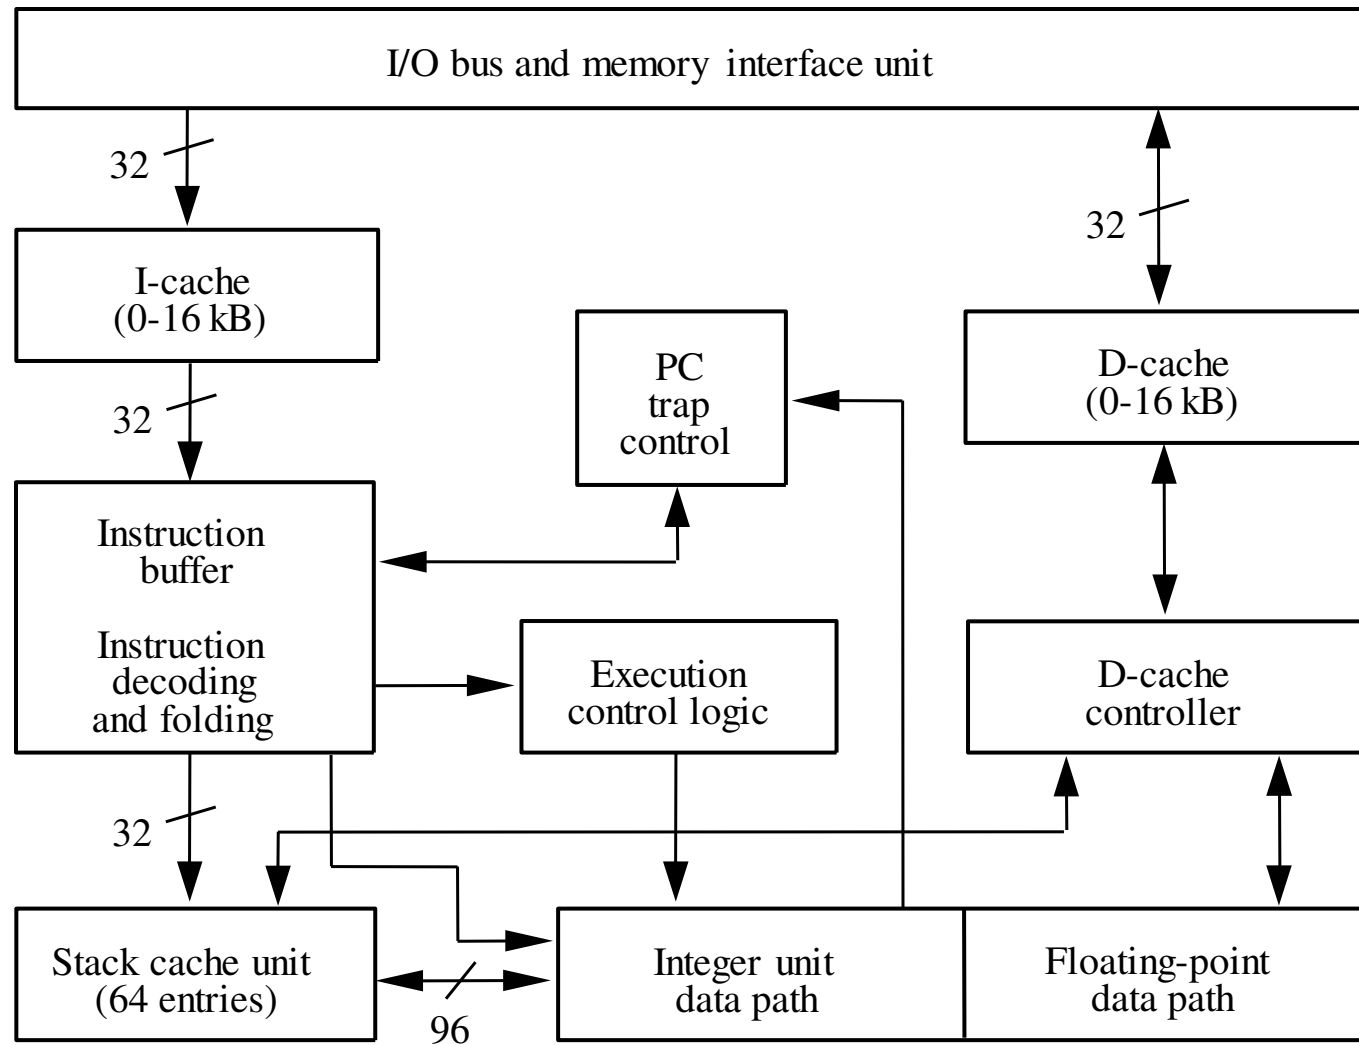 I/O bus and memory interface unit
32
32
I-cache
(0-16 kB)
PC
trap
control
D-cache
(0-16 kB)
32
Instruction
buffer
Instruction
decoding
and folding
Execution
control logic
D-cache
controller
32
Stack cache unit
(64 entries)
96
Integer unit
data path
Floating-point
data path